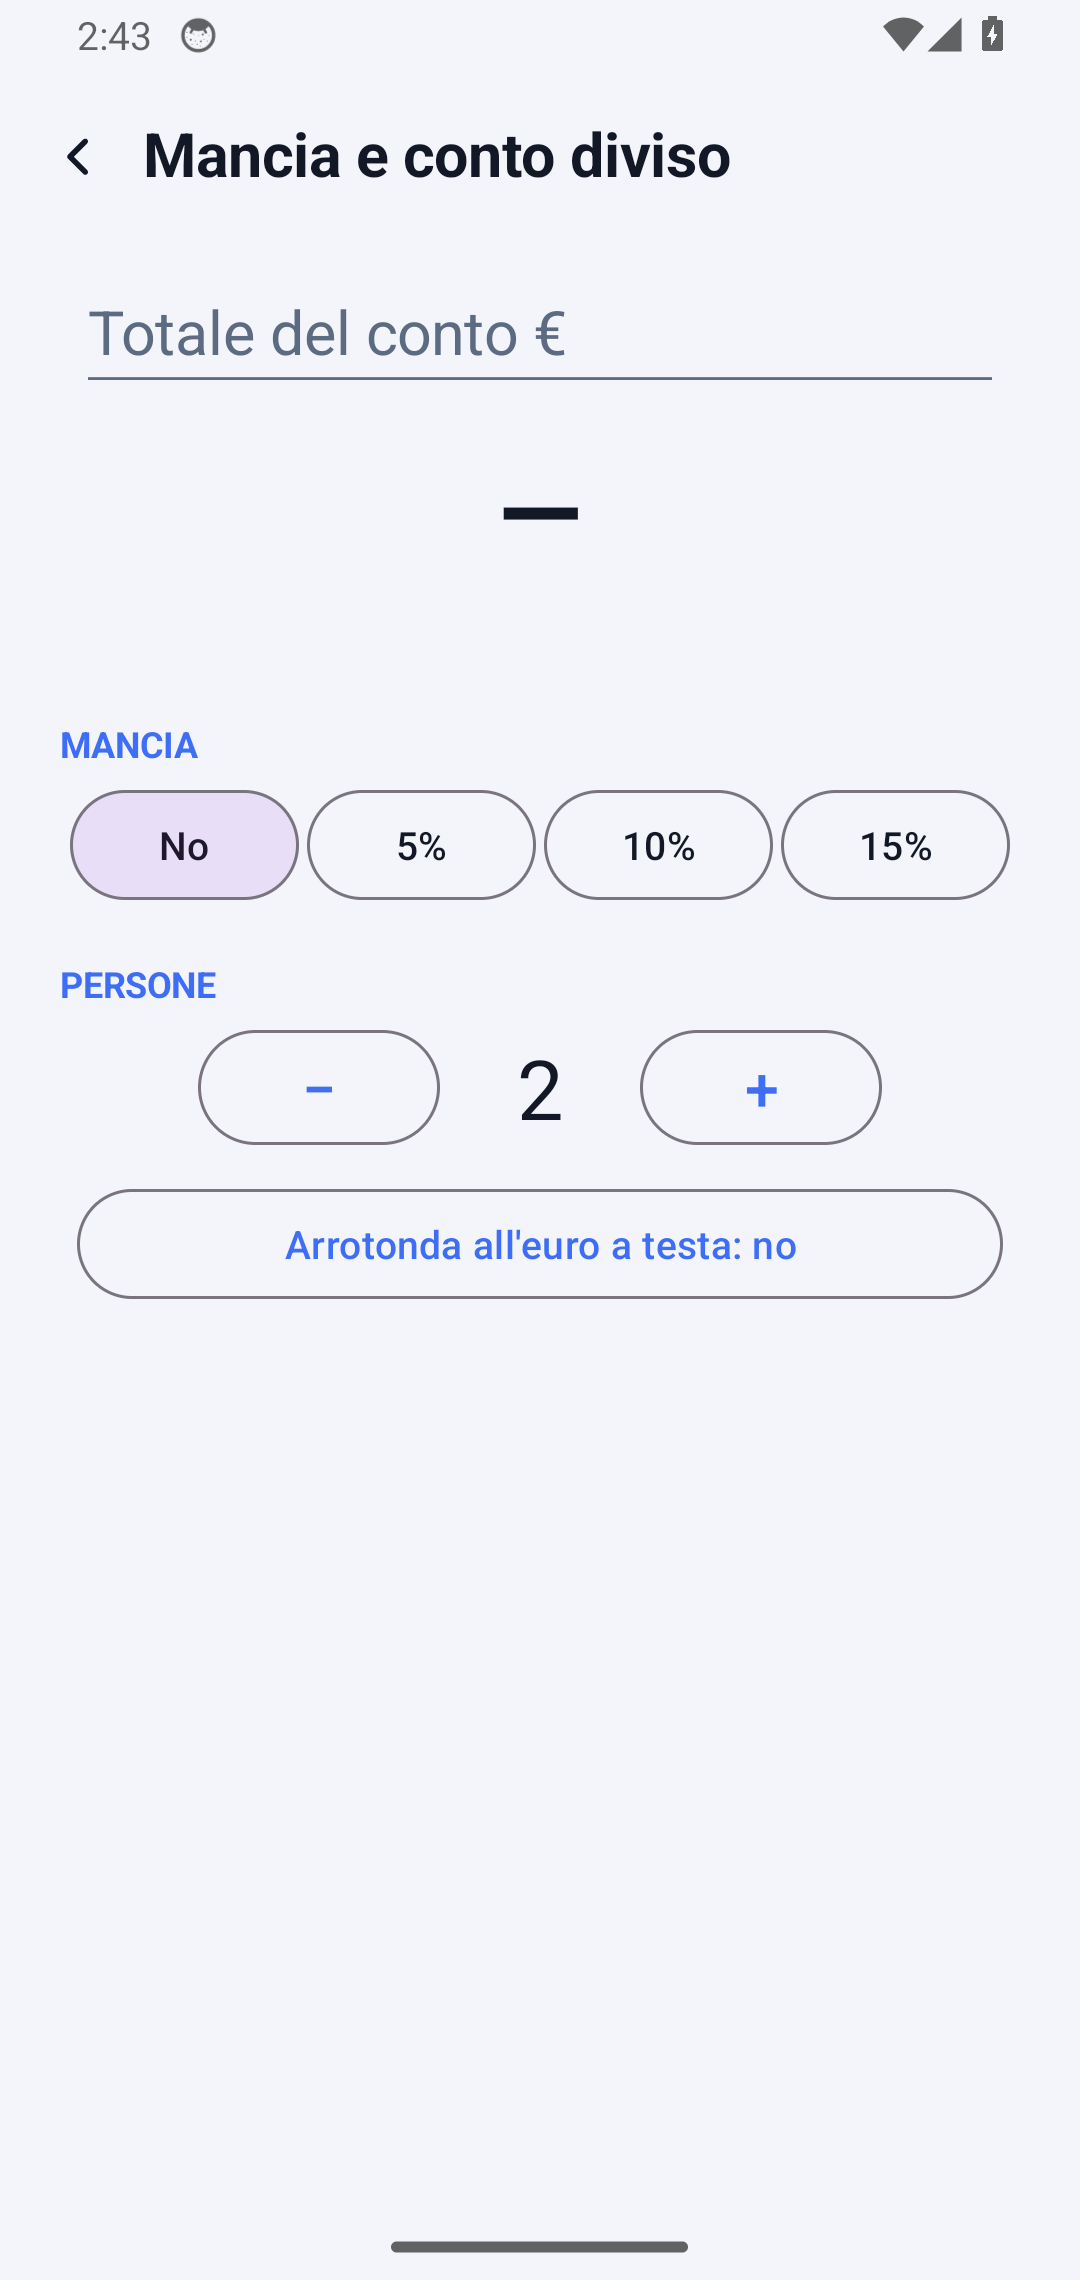 2:43
Mancia e conto diviso
Totale del conto €
—
MANCIA
No 5% 10% 15%
PERSONE
− 2 +
Arrotonda all'euro a testa: no